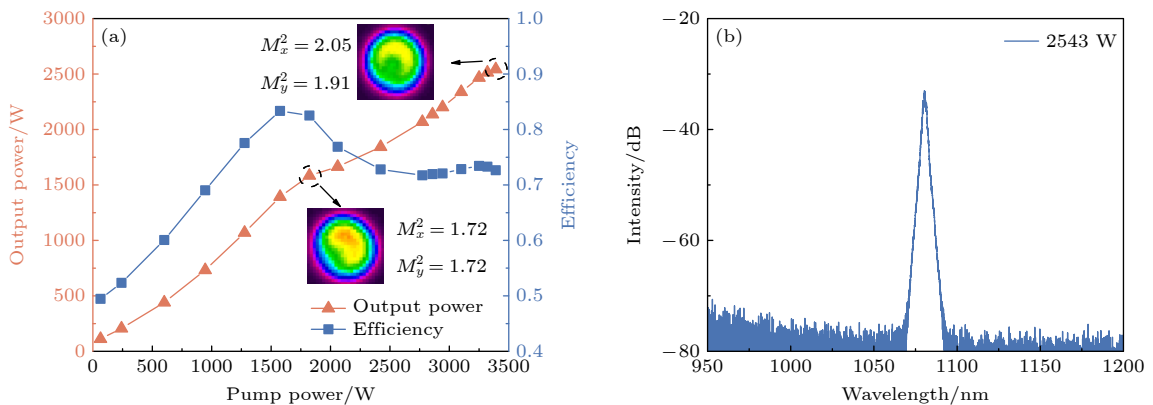 (a)
3000
2500
2000
1500
1000
500
0
Output power/W
1.0
0.9
0.8
0.7
0.6
0.5
0.4
Efficiency
M_x^2 = 2.05
M_y^2 = 1.91
M_x^2 = 1.72
M_y^2 = 1.72
Output power
Efficiency
0 500 1000 1500 2000 2500 3000 3500
Pump power/W
(b)
2543 W
−20
−40
−60
−80
Intensity/dB
950 1000 1050 1100 1150 1200
Wavelength/nm